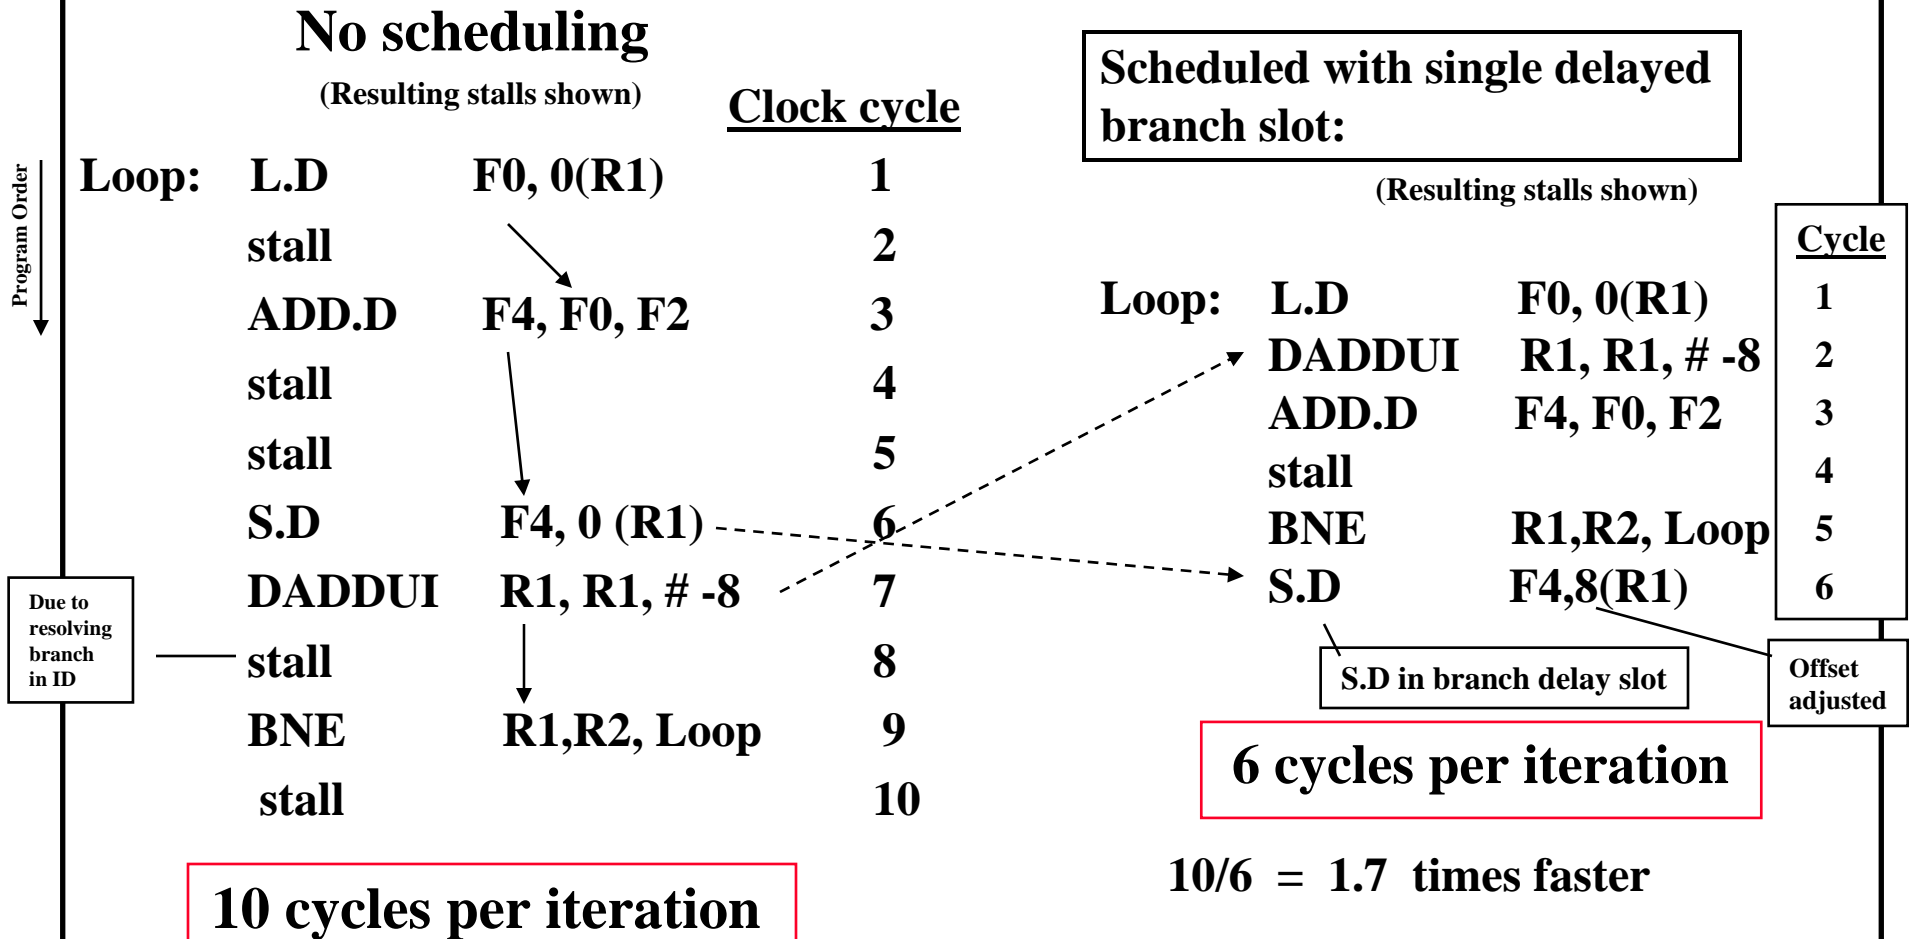 No scheduling
(Resulting stalls shown)
Clock cycle
Program Order
Loop: L.D F0, 0(R1) 1
stall 2
ADD.D F4, F0, F2 3
stall 4
stall 5
S.D F4, 0 (R1) 6
DADDUI R1, R1, # -8 7
stall 8
BNE R1,R2, Loop 9
stall 10
Due to
resolving
branch
in ID
10 cycles per iteration
Scheduled with single delayed
branch slot:
(Resulting stalls shown)
Cycle
Loop: L.D F0, 0(R1) 1
DADDUI R1, R1, # -8 2
ADD.D F4, F0, F2 3
stall 4
BNE R1,R2, Loop 5
S.D F4,8(R1) 6
S.D in branch delay slot
Offset
adjusted
6 cycles per iteration
10/6 = 1.7 times faster